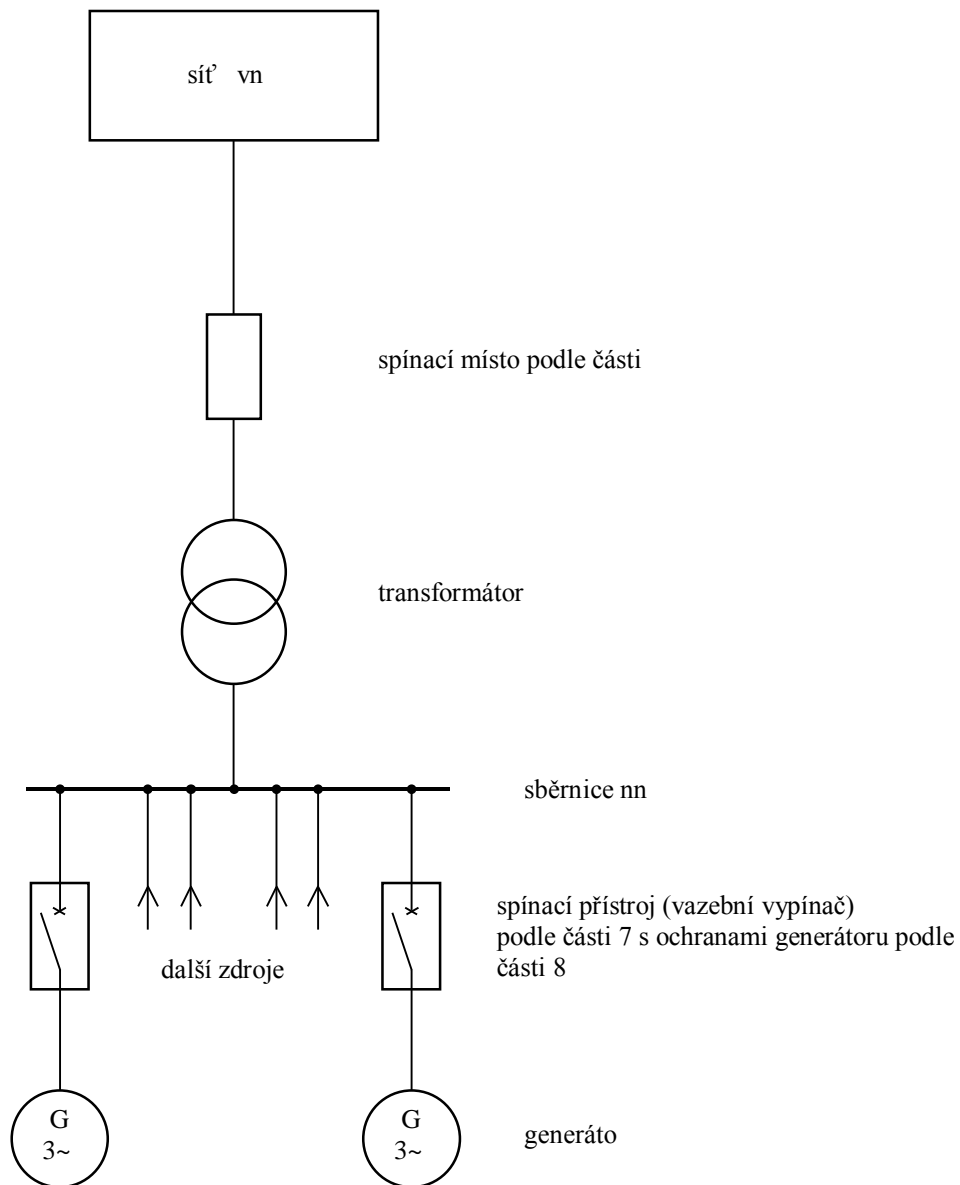 síť vn
spínací místo podle části
transformátor
sběrnice nn
spínací přístroj (vazební vypínač)
podle části 7 s ochranami generátoru podle
části 8
další zdroje
G
3~
G
3~
generáto